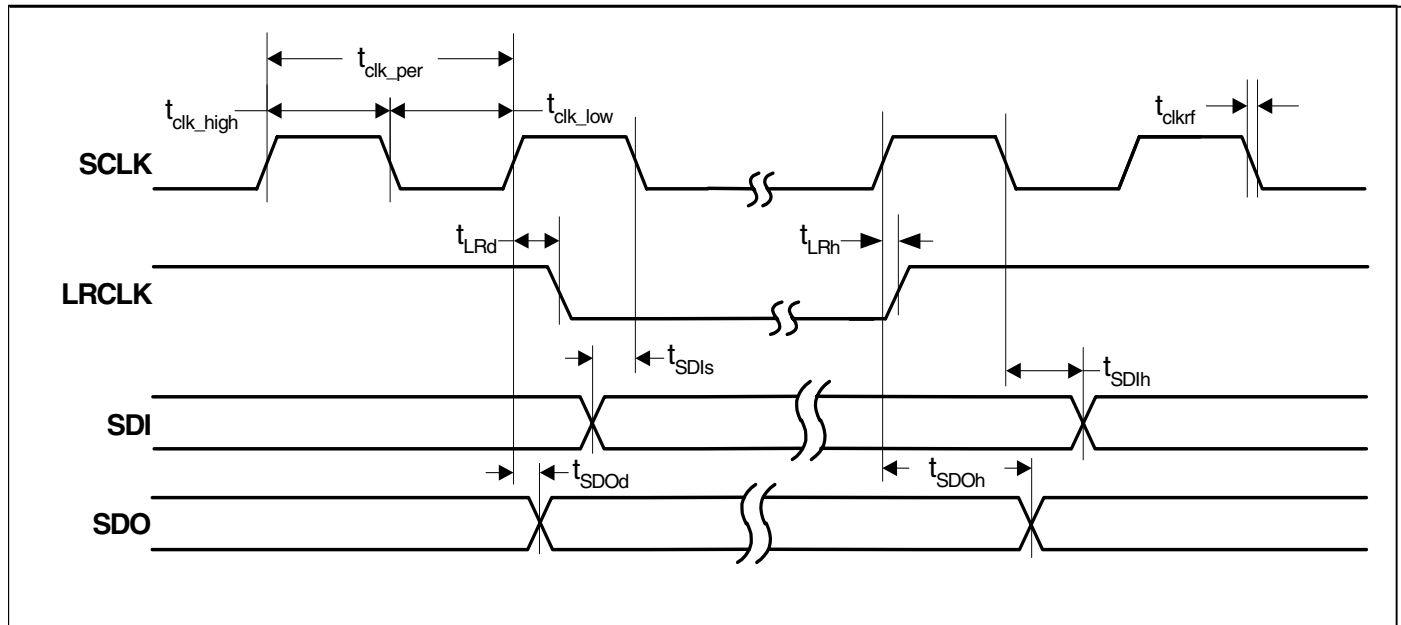 t_clk_per
t_clk_high
t_clk_low
t_clkrf
SCLK
t_LRd
t_LRh
LRCLK
t_SDIs
t_SDIh
SDI
t_SDOd
t_SDOh
SDO